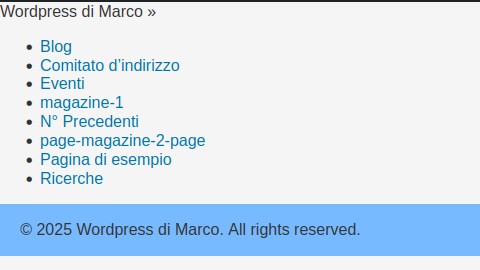 Wordpress di Marco »
Blog
Comitato d’indirizzo
Eventi
magazine-1
N° Precedenti
page-magazine-2-page
Pagina di esempio
Ricerche
© 2025 Wordpress di Marco. All rights reserved.